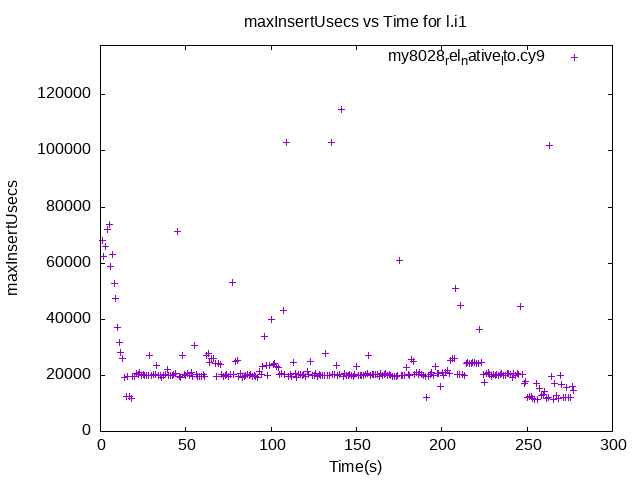 maxInsertUsecs vs Time for l.i1
my8028relnativelto.cy9
120000
100000
80000
60000
40000
20000
0
maxInsertUsecs
0 50 100 150 200 250 300
Time(s)